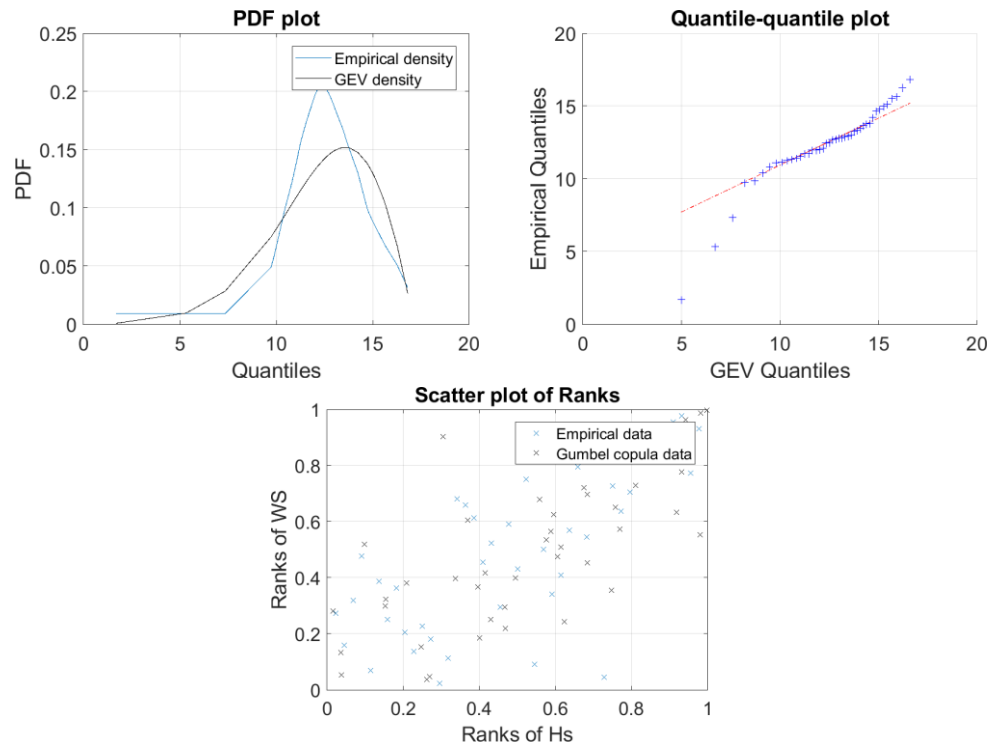 PDF plot
0.25
0.2
0.15
0.1
0.05
0
PDF
0 5 10 15 20
Quantiles
Empirical density
GEV density
Quantile-quantile plot
20
15
10
5
0
Empirical Quantiles
0 5 10 15 20
GEV Quantiles
Scatter plot of Ranks
1
0.8
0.6
0.4
0.2
0
Ranks of WS
0 0.2 0.4 0.6 0.8 1
Ranks of Hs
Empirical data
Gumbel copula data